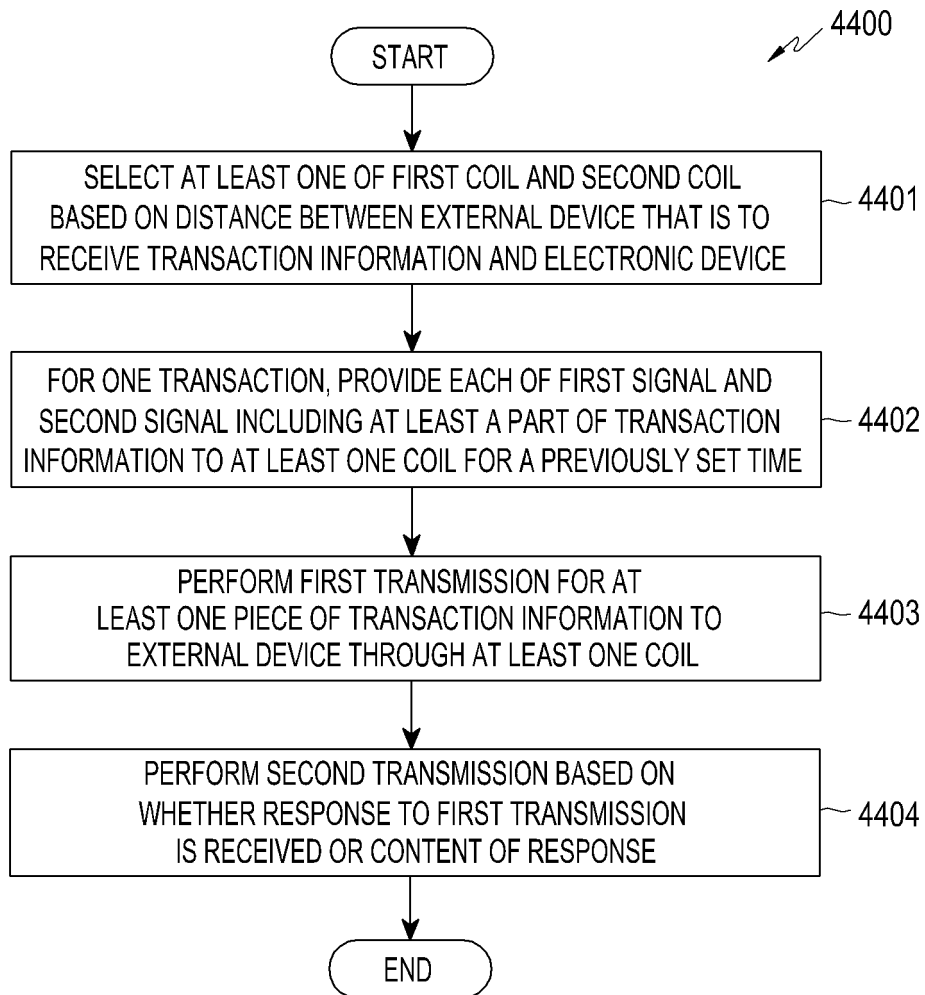 4400
START
SELECT AT LEAST ONE OF FIRST COIL AND SECOND COIL
BASED ON DISTANCE BETWEEN EXTERNAL DEVICE THAT IS TO
RECEIVE TRANSACTION INFORMATION AND ELECTRONIC DEVICE
4401
FOR ONE TRANSACTION, PROVIDE EACH OF FIRST SIGNAL AND
SECOND SIGNAL INCLUDING AT LEAST A PART OF TRANSACTION
INFORMATION TO AT LEAST ONE COIL FOR A PREVIOUSLY SET TIME
4402
PERFORM FIRST TRANSMISSION FOR AT
LEAST ONE PIECE OF TRANSACTION INFORMATION TO
EXTERNAL DEVICE THROUGH AT LEAST ONE COIL
4403
PERFORM SECOND TRANSMISSION BASED ON
WHETHER RESPONSE TO FIRST TRANSMISSION
IS RECEIVED OR CONTENT OF RESPONSE
4404
END